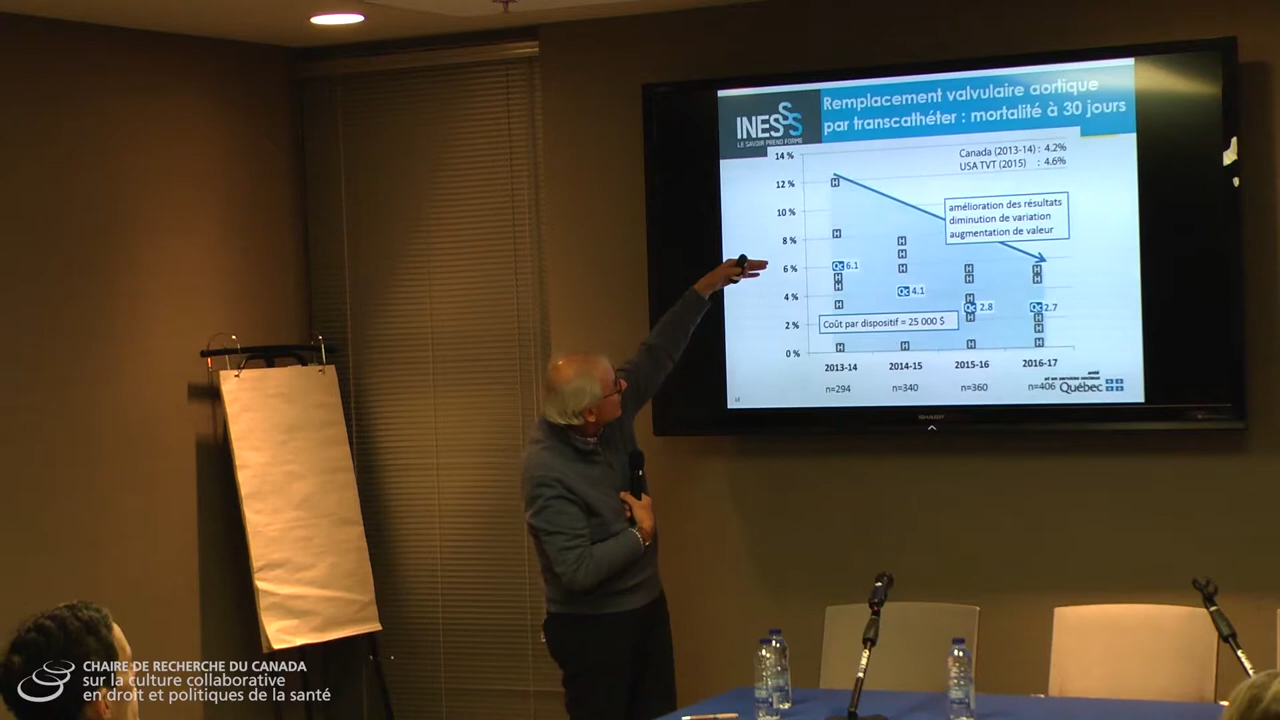 INESSS
LE SAVOIR PREND FORME
Remplacement valvulaire aortique
par transcathéter : mortalité à 30 jours
Canada (2013-14) : 4.2%
USA TVT (2015) : 4.6%
14 %
12 %
10 %
8 %
6 %
4 %
2 %
0 %
amélioration des résultats
diminution de variation
augmentation de valeur
H
H
Qc 6.1
H
H
H
H
H
H
H
Qc 4.1
H
H
H
H
Qc 2.8
H
H
H
H
Qc 2.7
H
H
H
Coût par dispositif = 25 000 $
2013-14
2014-15
2015-16
2016-17
n=294
n=340
n=360
n=406
Québec
SHARP
CHAIRE DE RECHERCHE DU CANADA
sur la culture collaborative
en droit et politiques de la santé